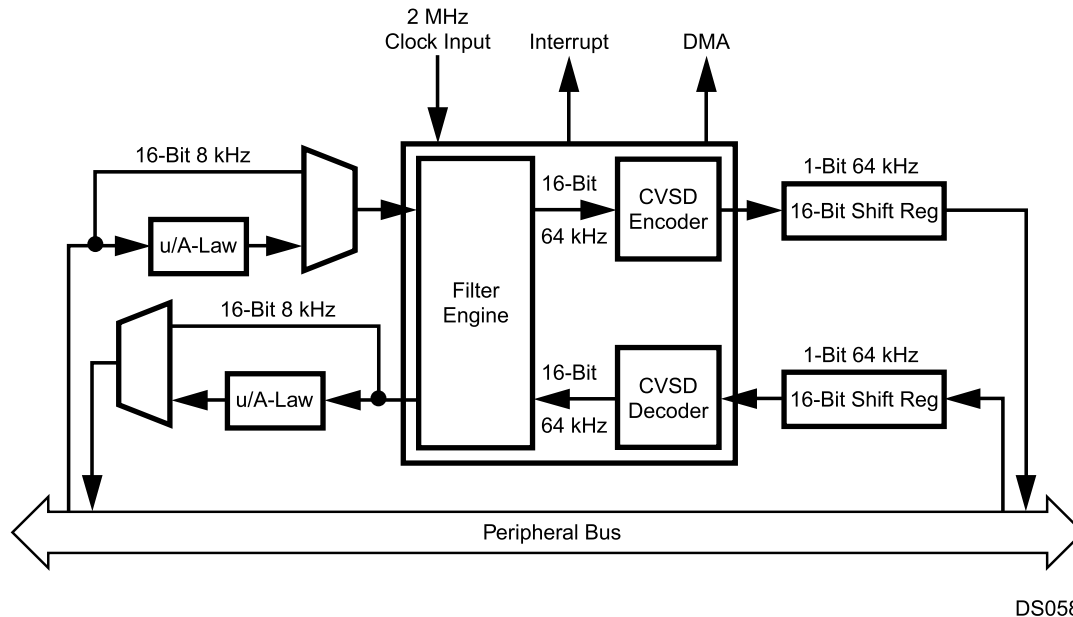 2 MHz
Clock Input
Interrupt
DMA
16-Bit 8 kHz
u/A-Law
16-Bit 8 kHz
u/A-Law
Filter
Engine
16-Bit
64 kHz
CVSD
Encoder
1-Bit 64 kHz
16-Bit Shift Reg
16-Bit
64 kHz
CVSD
Decoder
1-Bit 64 kHz
16-Bit Shift Reg
Peripheral Bus
DS058